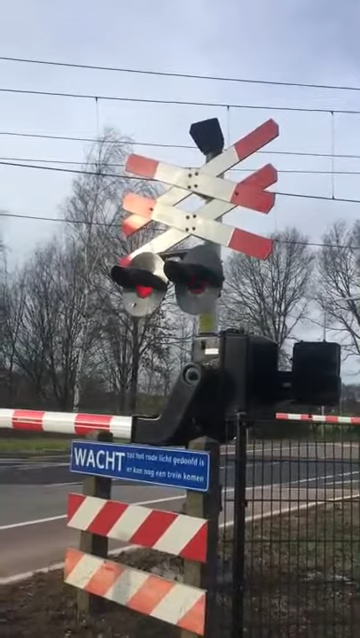 WACHT tot het rode licht gedoofd is
er kan nog een trein komen